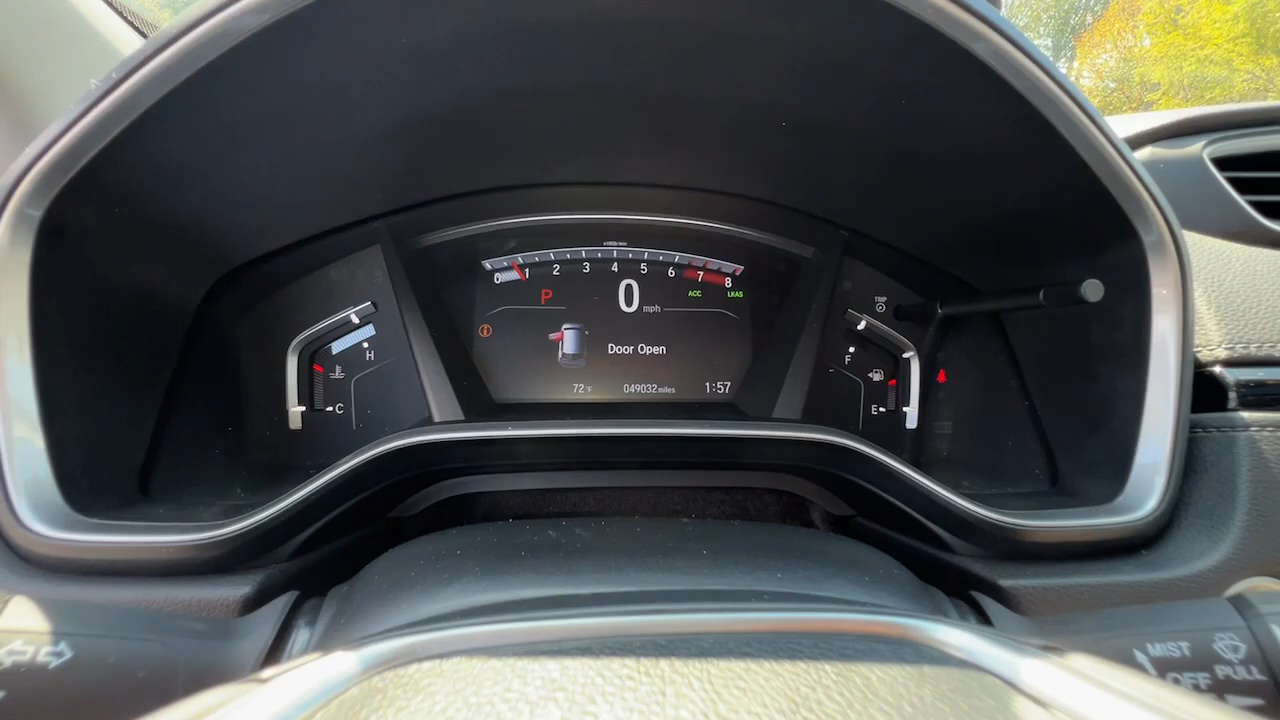 x1000r/min
0 1 2 3 4 5 6 7 8
P
0 mph
ACC
LKAS
Door Open
72°F
049032 miles
1:57
H
C
TRIP
F
E
MIST
OFF
PULL